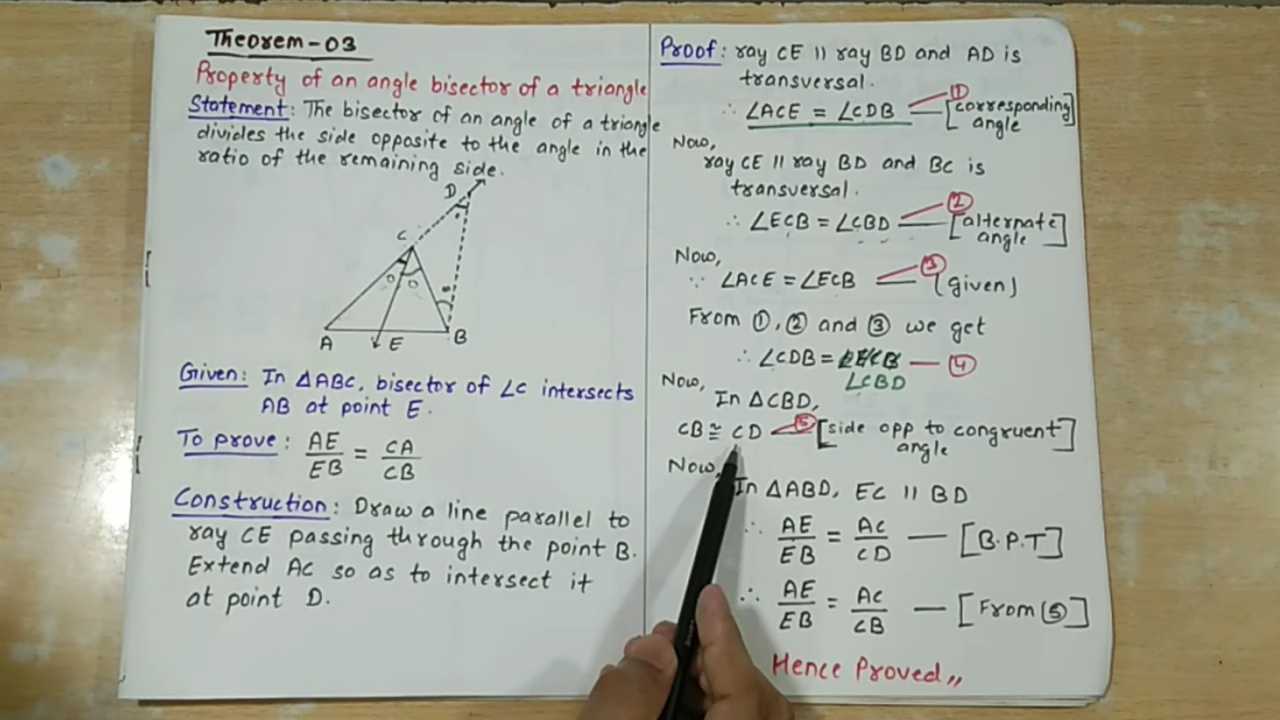 Theorem-03
Property of an angle bisector of a triangle
Statement: The bisector of an angle of a triangle
divides the side opposite to the angle in the
ratio of the remaining side.
D
C
A E B
Given: In △ABC, bisector of ∠C intersects
AB at point E.
To prove: AE/EB = CA/CB
Construction: Draw a line parallel to
ray CE passing through the point B.
Extend AC so as to intersect it
at point D.
Proof: ray CE || ray BD and AD is
transversal.
∴ ∠ACE = ∠CDB — ① [corresponding
angle]
Now,
ray CE || ray BD and BC is
transversal.
∴ ∠ECB = ∠CBD — ② [alternate
angle]
Now,
∵ ∠ACE = ∠ECB — ③ (given)
From ①, ② and ③ we get
∴ ∠CDB = — ④
∠CBD
Now,
In △CBD,
CB ≅ CD — ⑤ [side opp to congruent
angle]
Now,
In △ABD, EC || BD
∴ AE/EB = AC/CD — [B.P.T]
∴ AE/EB = AC/CB — [From ⑤]
Hence Proved,,